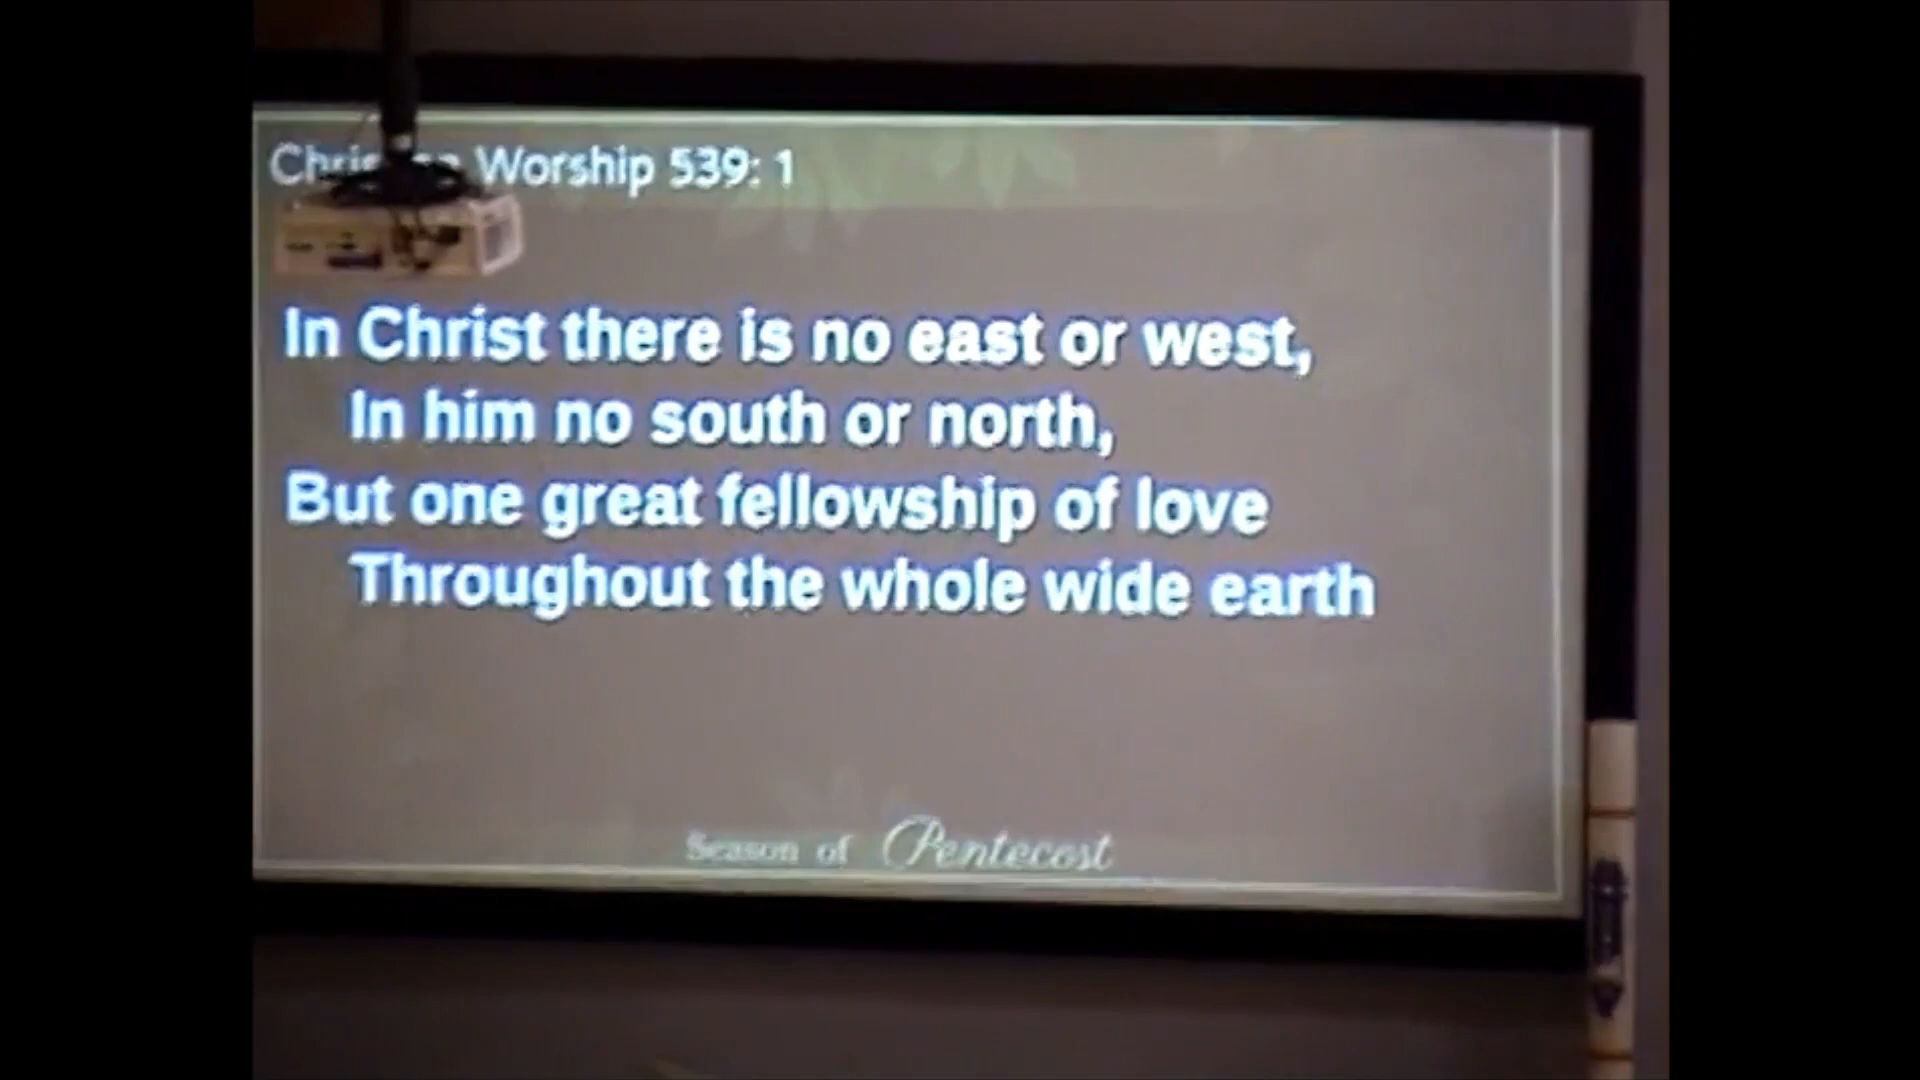 Christian Worship 539: 1
In Christ there is no east or west,
In him no south or north,
But one great fellowship of love
Throughout the whole wide earth
Season of Pentecost